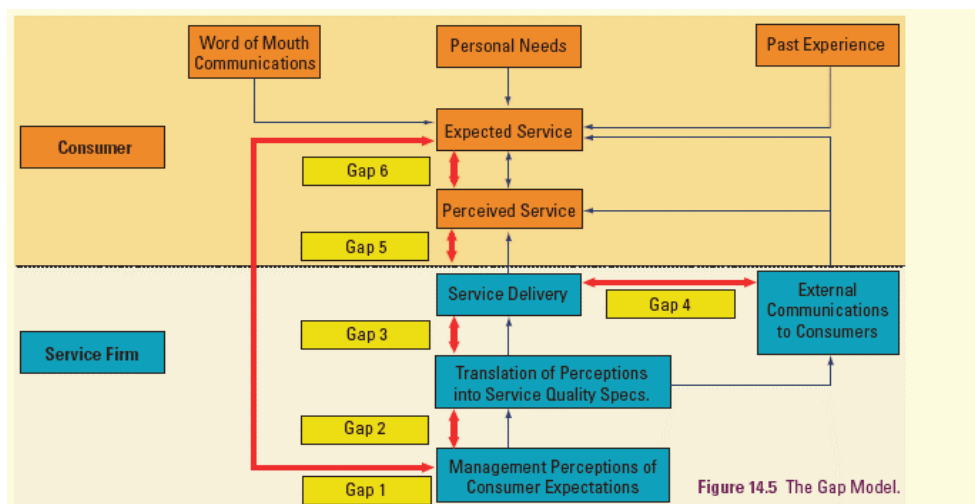 Word of Mouth
Communications
Personal Needs
Past Experience
Expected Service
Consumer
Gap 6
Perceived Service
Gap 5
Service Delivery
Gap 4
External
Communications
to Consumers
Gap 3
Service Firm
Translation of Perceptions
into Service Quality Specs.
Gap 2
Management Perceptions of
Consumer Expectations
Gap 1
Figure 14.5 The Gap Model.